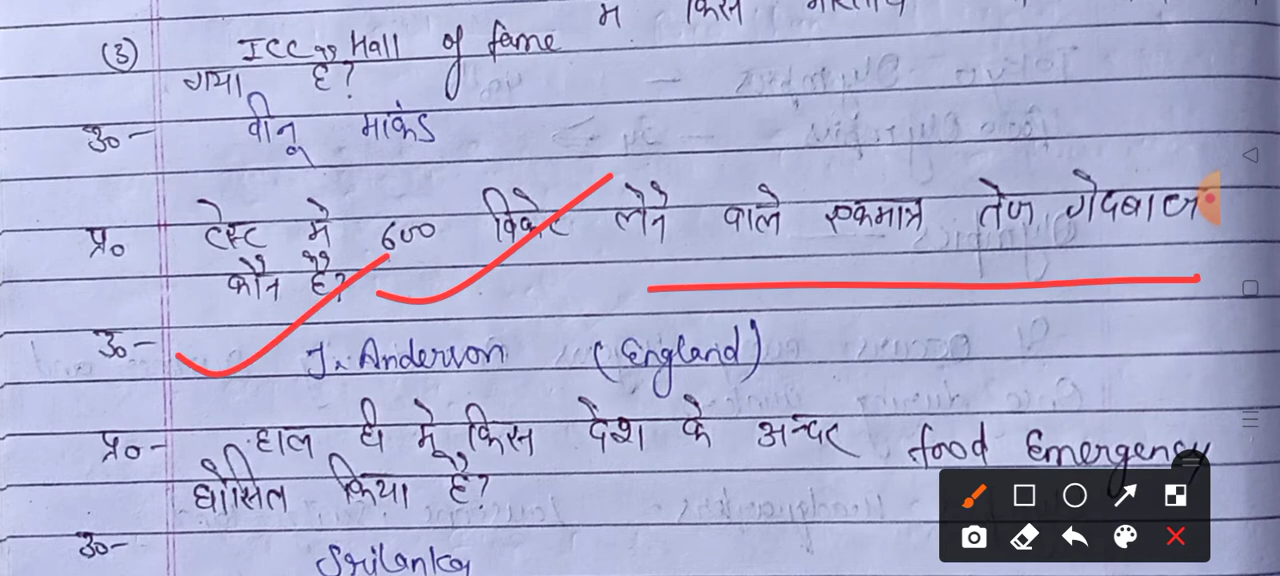 में किस भारतीय
(3) ICC Hall of fame
गया है?
उ०- वीनू मांकड
प्र० टेस्ट मे 600 विकेट लेने वाले एकमात्र तेज गेदबाज
कौन है?
उ०- J. Anderson (England)
प्र०- हाल ही मे किस देश के अन्दर food Emergency
घोसित किया है?
उ०- Srilanka